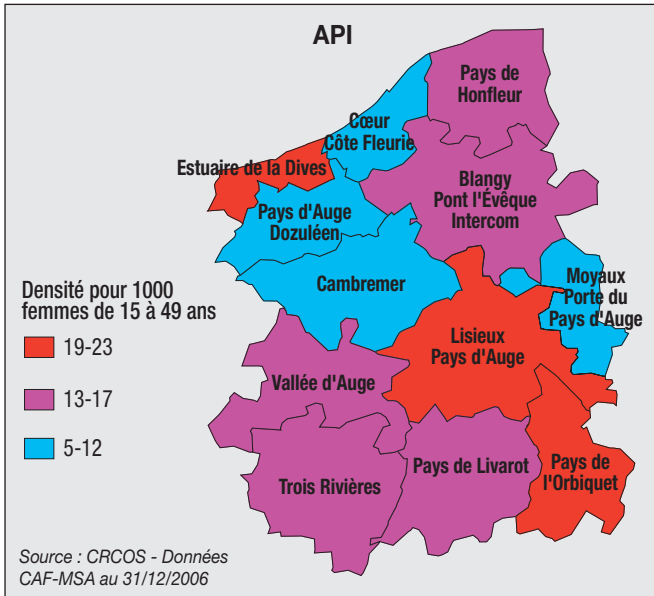 API
Pays de
Honfleur
Cœur
Côte Fleurie
Estuaire de la Dives
Blangy
Pont l'Évêque
Intercom
Pays d'Auge
Dozuléen
Cambremer
Moyaux
Porte du
Pays d'Auge
Densité pour 1000
femmes de 15 à 49 ans
19-23
13-17
5-12
Lisieux
Pays d'Auge
Vallée d'Auge
Trois Rivières
Pays de Livarot
Pays de
l'Orbiquet
Source : CRCOS - Données
CAF-MSA au 31/12/2006